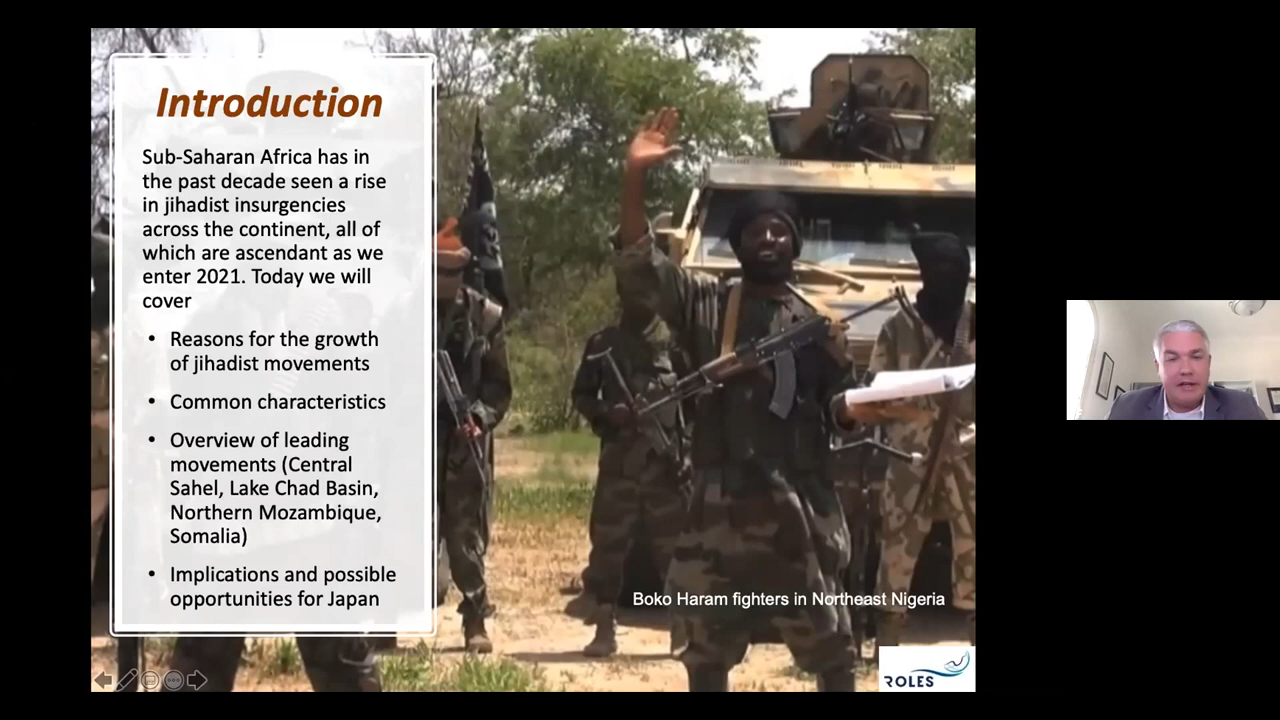 Introduction
Sub-Saharan Africa has in
the past decade seen a rise
in jihadist insurgencies
across the continent, all of
which are ascendant as we
enter 2021. Today we will
cover
• Reasons for the growth
of jihadist movements
• Common characteristics
• Overview of leading
movements (Central
Sahel, Lake Chad Basin,
Northern Mozambique,
Somalia)
• Implications and possible
opportunities for Japan
Boko Haram fighters in Northeast Nigeria
ROLES